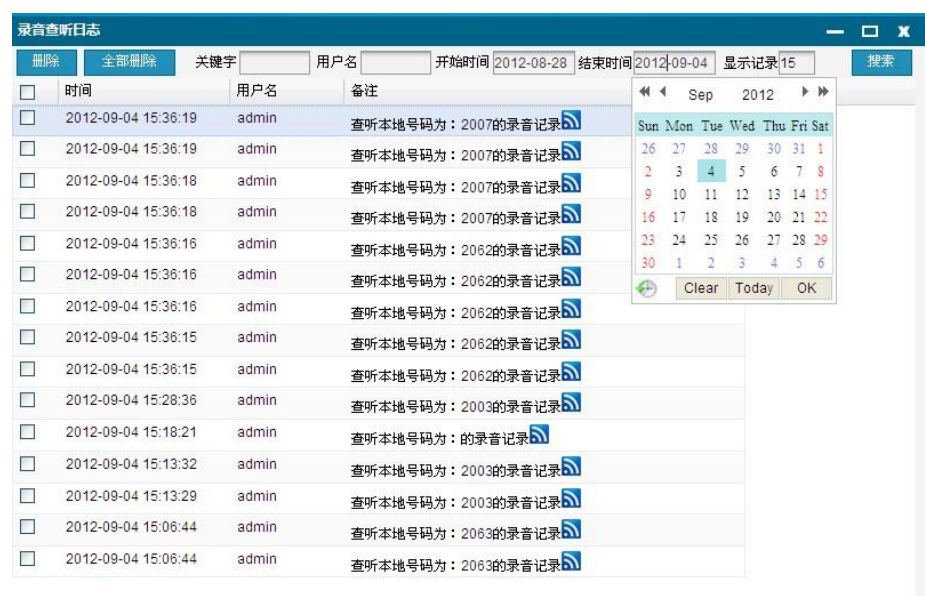 录音查听日志
删除 全部删除 关键字 用户名 开始时间 2012-08-28 结束时间 2012-09-04 显示记录 15 搜索
时间 用户名 备注
2012-09-04 15:36:19 admin 查听本地号码为：2007的录音记录
2012-09-04 15:36:19 admin 查听本地号码为：2007的录音记录
2012-09-04 15:36:18 admin 查听本地号码为：2007的录音记录
2012-09-04 15:36:18 admin 查听本地号码为：2007的录音记录
2012-09-04 15:36:16 admin 查听本地号码为：2062的录音记录
2012-09-04 15:36:16 admin 查听本地号码为：2062的录音记录
2012-09-04 15:36:16 admin 查听本地号码为：2062的录音记录
2012-09-04 15:36:15 admin 查听本地号码为：2062的录音记录
2012-09-04 15:36:15 admin 查听本地号码为：2062的录音记录
2012-09-04 15:28:36 admin 查听本地号码为：2003的录音记录
2012-09-04 15:18:21 admin 查听本地号码为：的录音记录
2012-09-04 15:13:32 admin 查听本地号码为：2003的录音记录
2012-09-04 15:13:29 admin 查听本地号码为：2003的录音记录
2012-09-04 15:06:44 admin 查听本地号码为：2063的录音记录
2012-09-04 15:06:44 admin 查听本地号码为：2063的录音记录
Sep 2012
Sun Mon Tue Wed Thu Fri Sat
26 27 28 29 30 31 1
2 3 4 5 6 7 8
9 10 11 12 13 14 15
16 17 18 19 20 21 22
23 24 25 26 27 28 29
30 1 2 3 4 5 6
Clear Today OK